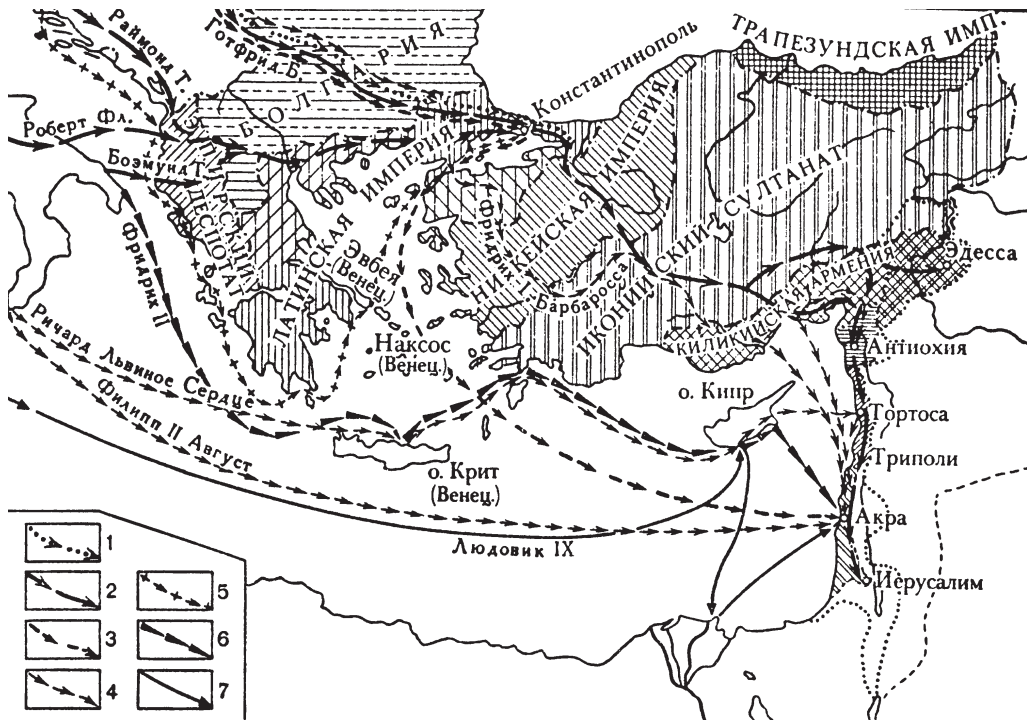 Раймонд Т.
Готфрид Б.
БОЛГАРИЯ
Константинополь
ТРАПЕЗУНДСКАЯ ИМП.
Роберт Фл.
Боэмунд Т.
ЭПИРСКИЙ
ДЕСПОТАТ
ЛАТИНСКАЯ ИМПЕРИЯ
НИКЕЙСКАЯ ИМПЕРИЯ
ИКОНИЙСКИЙ СУЛТАНАТ
Фридрих
Барбаросса
КИЛИКИЙСКАЯ АРМЕНИЯ
Эдесса
Эвбея
(Венец.)
Фридрих II
Наксос
(Венец.)
Антиохия
Ричард Львиное Сердце
о. Кипр
Тортоса
Филипп II Август
о. Крит
(Венец.)
Триполи
Акра
Людовик IX
Иерусалим
1
2
3
4
5
6
7